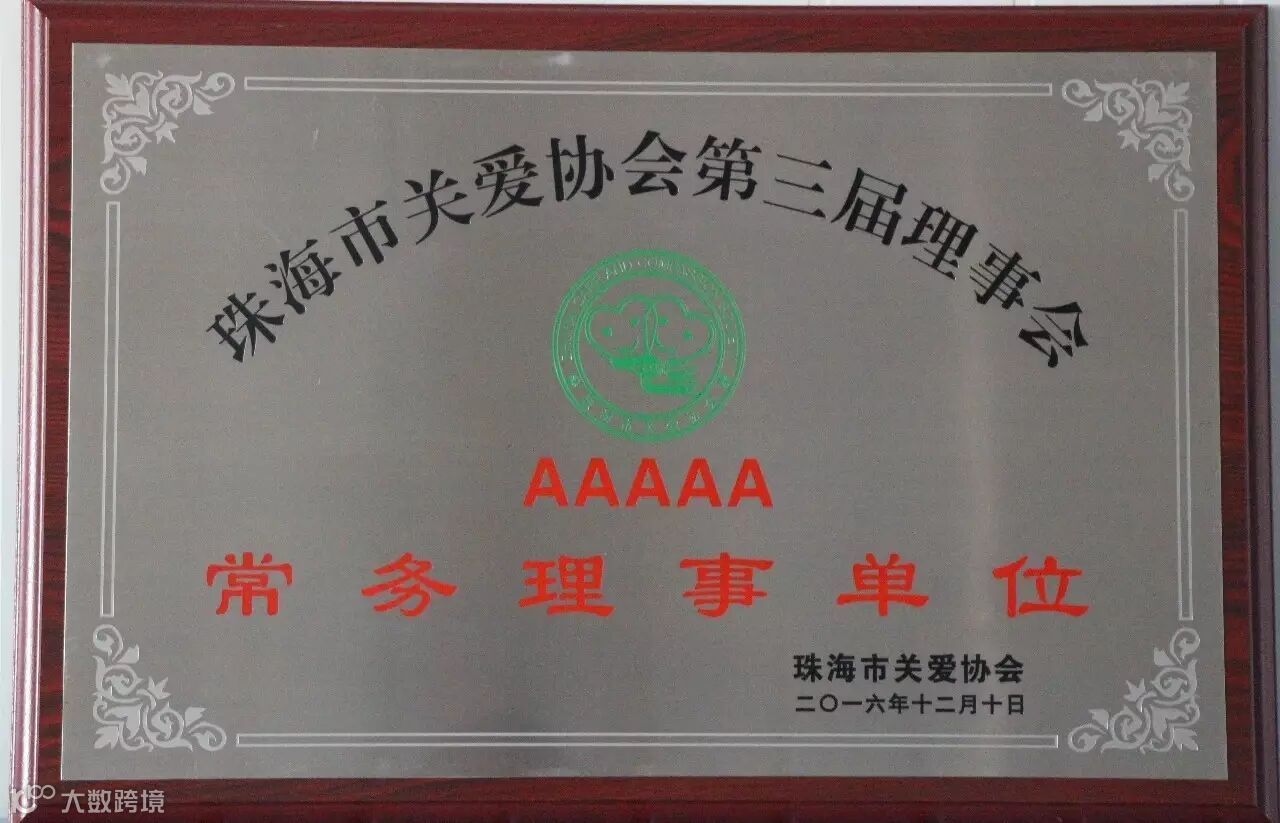 珠海市关爱协会第三届理事会
AAAAA
常务理事单位
珠海市关爱协会
二〇一六年十二月十日
大数跨境